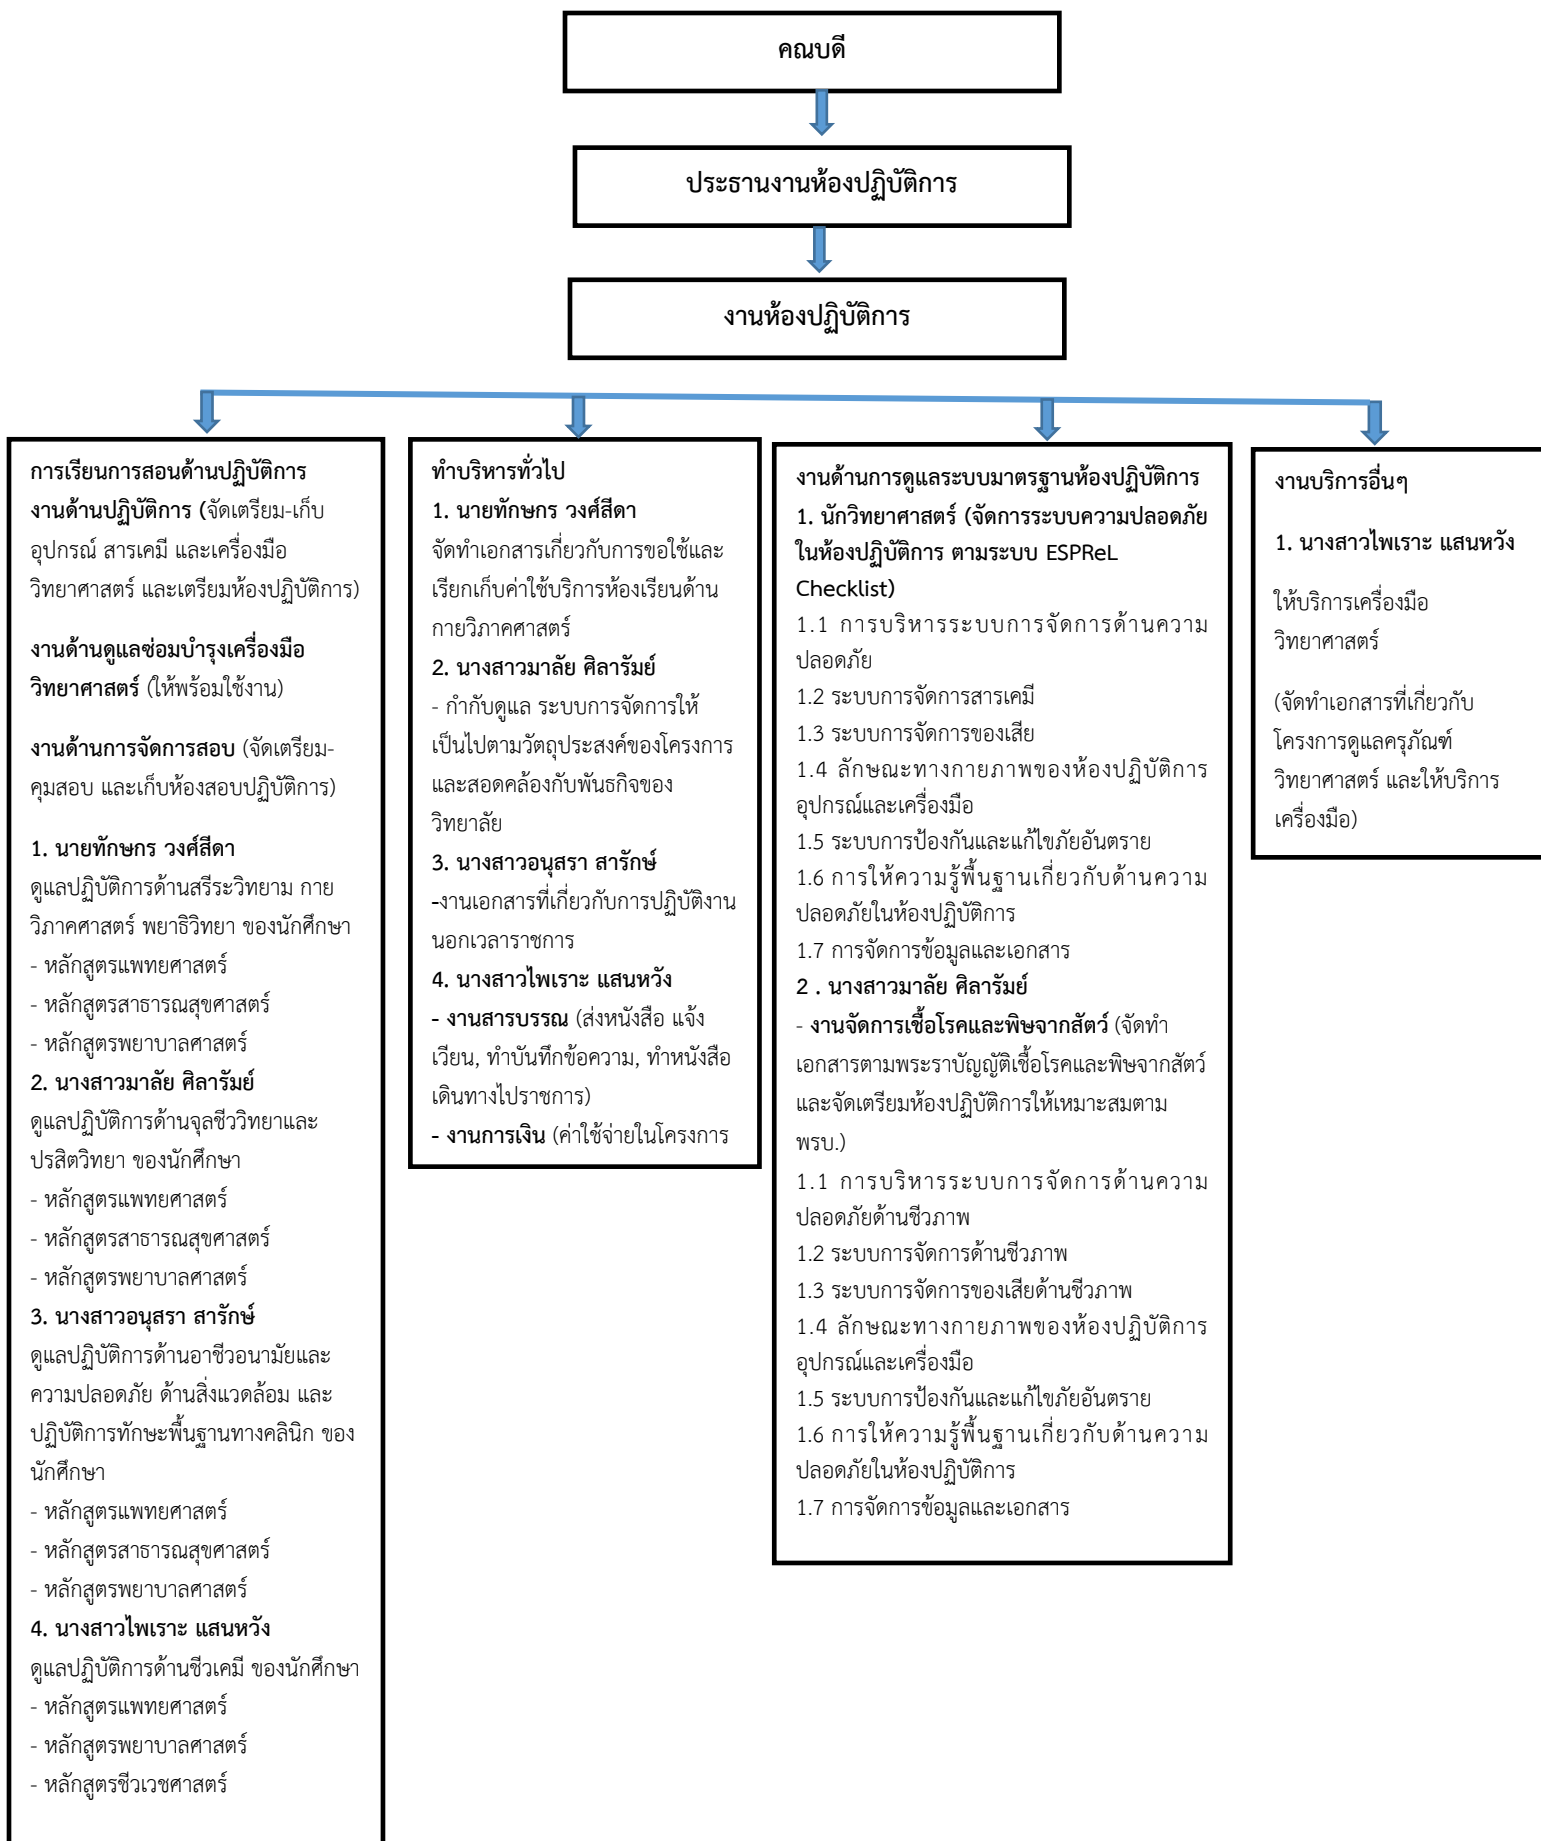 คณบดี
ประธานงานห้องปฏิบัติการ
งานห้องปฏิบัติการ
การเรียนการสอนด้านปฏิบัติการ
งานด้านปฏิบัติการ (จัดเตรียม-เก็บ
อุปกรณ์ สารเคมี และเครื่องมือ
วิทยาศาสตร์ และเตรียมห้องปฏิบัติการ)
งานด้านดูแลซ่อมบำรุงเครื่องมือ
วิทยาศาสตร์ (ให้พร้อมใช้งาน)
งานด้านการจัดการสอบ (จัดเตรียม-
คุมสอบ และเก็บห้องสอบปฏิบัติการ)
1. นายทักษกร วงศ์สีดา
ดูแลปฏิบัติการด้านสรีระวิทยาม กาย
วิภาคศาสตร์ พยาธิวิทยา ของนักศึกษา
- หลักสูตรแพทยศาสตร์
- หลักสูตรสาธารณสุขศาสตร์
- หลักสูตรพยาบาลศาสตร์
2. นางสาวมาลัย ศิลารัมย์
ดูแลปฏิบัติการด้านจุลชีววิทยาและ
ปรสิตวิทยา ของนักศึกษา
- หลักสูตรแพทยศาสตร์
- หลักสูตรสาธารณสุขศาสตร์
- หลักสูตรพยาบาลศาสตร์
3. นางสาวอนุสรา สารักษ์
ดูแลปฏิบัติการด้านอาชีวอนามัยและ
ความปลอดภัย ด้านสิ่งแวดล้อม และ
ปฏิบัติการทักษะพื้นฐานทางคลินิก ของ
นักศึกษา
- หลักสูตรแพทยศาสตร์
- หลักสูตรสาธารณสุขศาสตร์
- หลักสูตรพยาบาลศาสตร์
4. นางสาวไพเราะ แสนหวัง
ดูแลปฏิบัติการด้านชีวเคมี ของนักศึกษา
- หลักสูตรแพทยศาสตร์
- หลักสูตรพยาบาลศาสตร์
- หลักสูตรชีวเวชศาสตร์
ทำบริหารทั่วไป
1. นายทักษกร วงศ์สีดา
จัดทำเอกสารเกี่ยวกับการขอใช้และ
เรียกเก็บค่าใช้บริการห้องเรียนด้าน
กายวิภาคศาสตร์
2. นางสาวมาลัย ศิลารัมย์
- กำกับดูแล ระบบการจัดการให้
เป็นไปตามวัตถุประสงค์ของโครงการ
และสอดคล้องกับพันธกิจของ
วิทยาลัย
3. นางสาวอนุสรา สารักษ์
-งานเอกสารที่เกี่ยวกับการปฏิบัติงาน
นอกเวลาราชการ
4. นางสาวไพเราะ แสนหวัง
- งานสารบรรณ (ส่งหนังสือ แจ้ง
เวียน, ทำบันทึกข้อความ, ทำหนังสือ
เดินทางไปราชการ)
- งานการเงิน (ค่าใช้จ่ายในโครงการ
งานด้านการดูแลระบบมาตรฐานห้องปฏิบัติการ
1. นักวิทยาศาสตร์ (จัดการระบบความปลอดภัย
ในห้องปฏิบัติการ ตามระบบ ESPReL
Checklist)
1.1 การบริหารระบบการจัดการด้านความ
ปลอดภัย
1.2 ระบบการจัดการสารเคมี
1.3 ระบบการจัดการของเสีย
1.4 ลักษณะทางกายภาพของห้องปฏิบัติการ
อุปกรณ์และเครื่องมือ
1.5 ระบบการป้องกันและแก้ไขภัยอันตราย
1.6 การให้ความรู้พื้นฐานเกี่ยวกับด้านความ
ปลอดภัยในห้องปฏิบัติการ
1.7 การจัดการข้อมูลและเอกสาร
2 . นางสาวมาลัย ศิลารัมย์
- งานจัดการเชื้อโรคและพิษจากสัตว์ (จัดทำ
เอกสารตามพระราบัญญัติเชื้อโรคและพิษจากสัตว์
และจัดเตรียมห้องปฏิบัติการให้เหมาะสมตาม
พรบ.)
1.1 การบริหารระบบการจัดการด้านความ
ปลอดภัยด้านชีวภาพ
1.2 ระบบการจัดการด้านชีวภาพ
1.3 ระบบการจัดการของเสียด้านชีวภาพ
1.4 ลักษณะทางกายภาพของห้องปฏิบัติการ
อุปกรณ์และเครื่องมือ
1.5 ระบบการป้องกันและแก้ไขภัยอันตราย
1.6 การให้ความรู้พื้นฐานเกี่ยวกับด้านความ
ปลอดภัยในห้องปฏิบัติการ
1.7 การจัดการข้อมูลและเอกสาร
งานบริการอื่นๆ
1. นางสาวไพเราะ แสนหวัง
ให้บริการเครื่องมือ
วิทยาศาสตร์
(จัดทำเอกสารที่เกี่ยวกับ
โครงการดูแลครุภัณฑ์
วิทยาศาสตร์ และให้บริการ
เครื่องมือ)